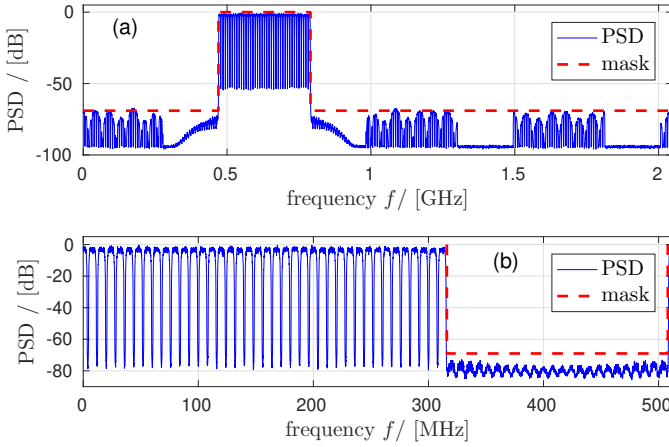 (a)
PSD
mask
PSD / [dB]
0
-50
-100
0
0.5
1
1.5
2
frequency f/ [GHz]
(b)
PSD
mask
PSD / [dB]
0
-20
-40
-60
-80
0
100
200
300
400
500
frequency f/ [MHz]